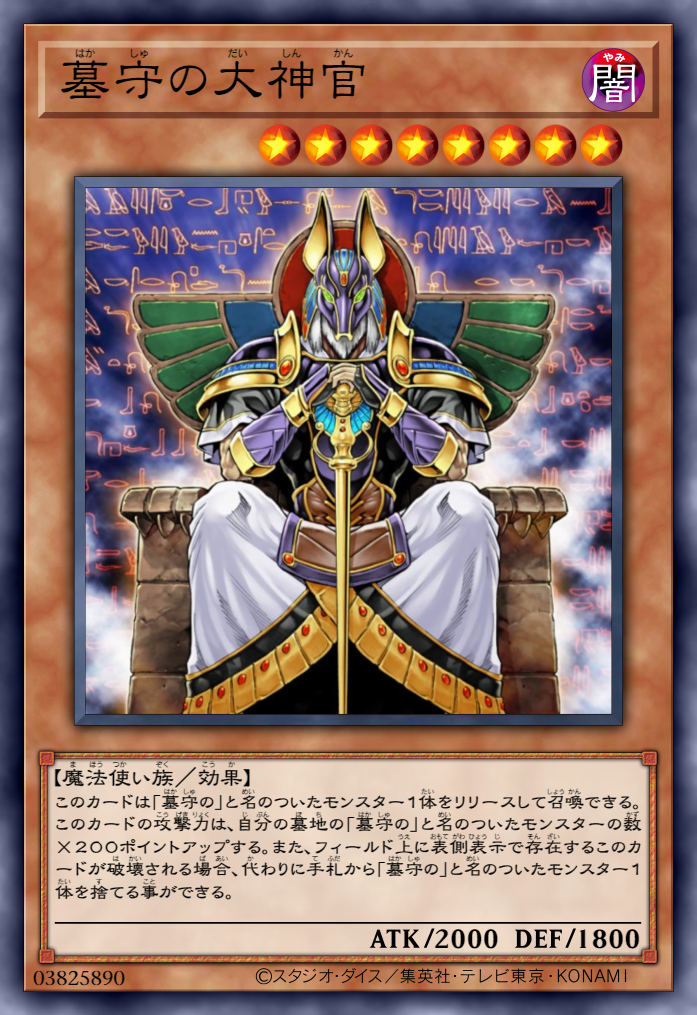 墓守の大神官
闇
【魔法使い族／効果】
このカードは「墓守の」と名のついたモンスター１体をリリースして召喚できる。
このカードの攻撃力は、自分の墓地の「墓守の」と名のついたモンスターの数
×２００ポイントアップする。また、フィールド上に表側表示で存在するこのカ
ードが破壊される場合、代わりに手札から「墓守の」と名のついたモンスター１
体を捨てる事ができる。
ATK/2000 DEF/1800
03825890 ©スタジオ・ダイス／集英社・テレビ東京・KONAMI